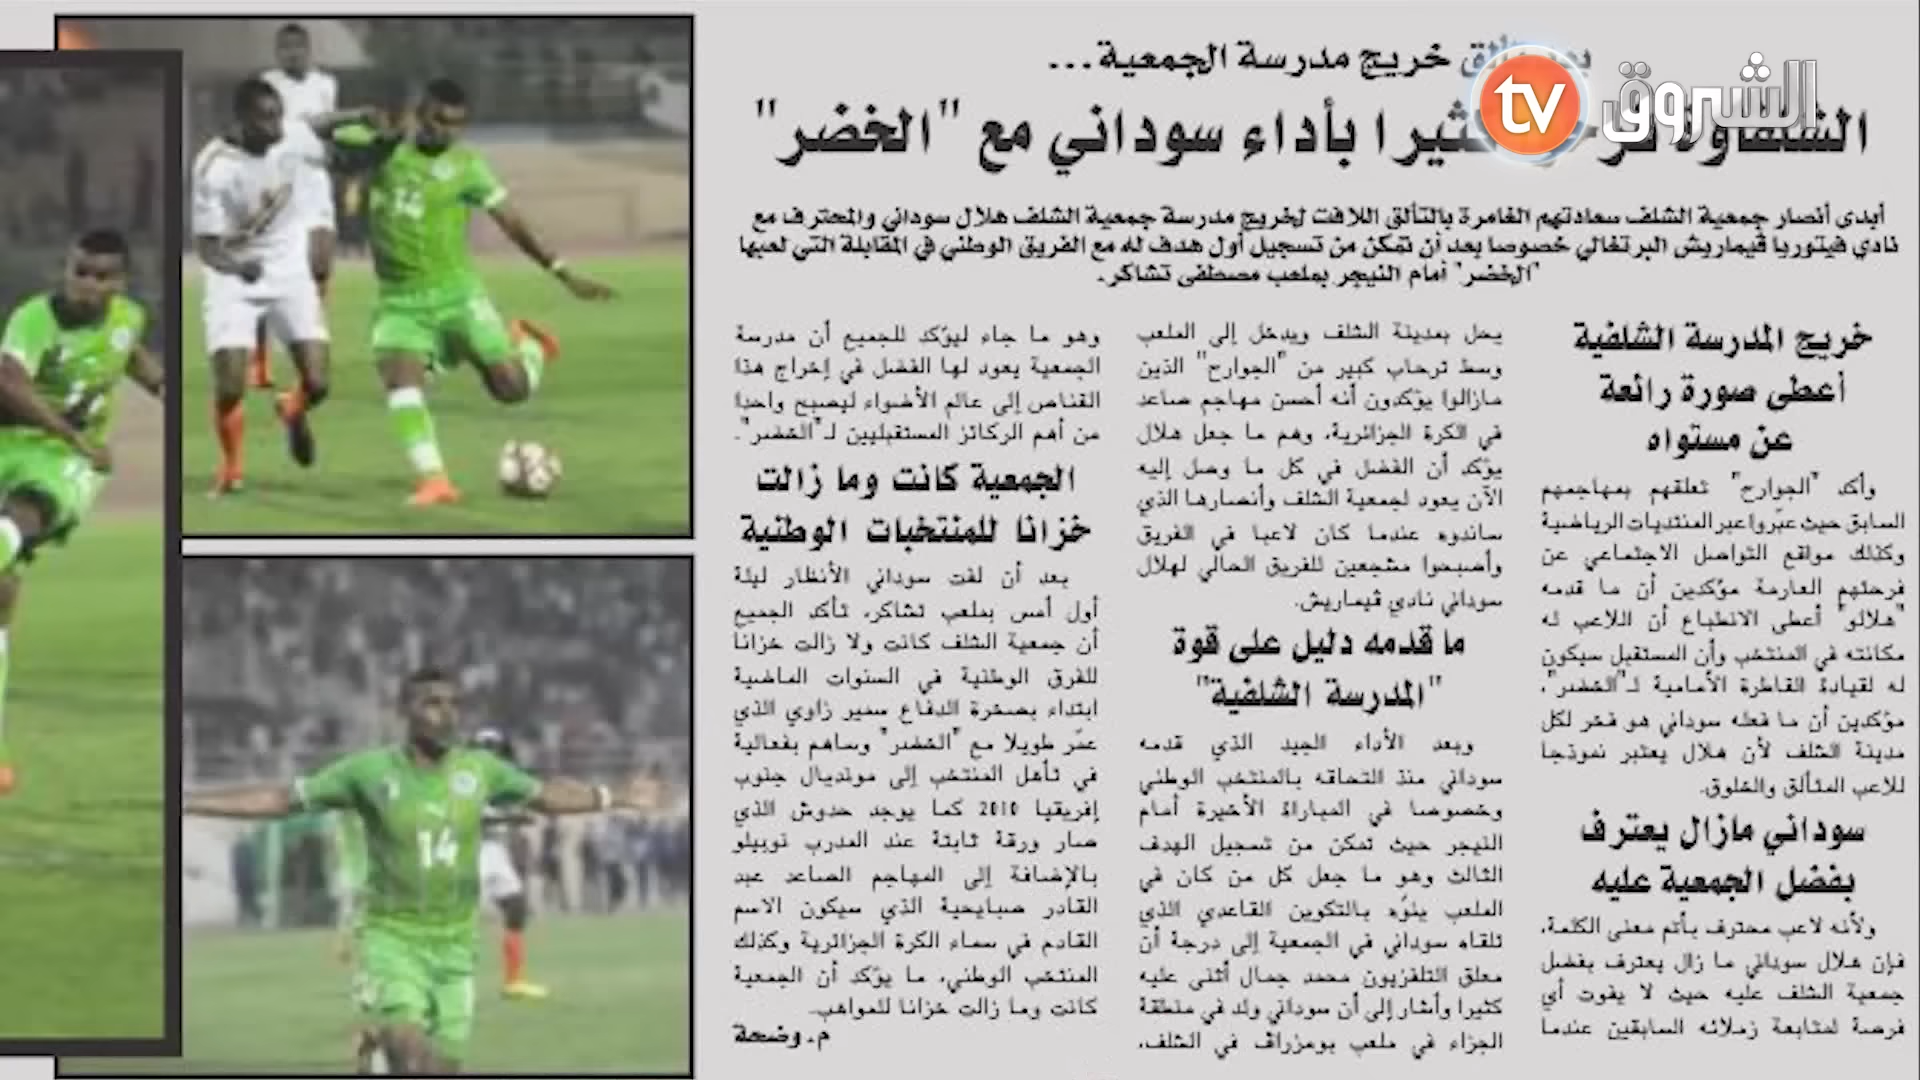 خريج مدرسة الجمعية...
الشروق tv
بأداء سوداني مع "الخضر"
أبدى أنصار جمعية الشلف سعادتهم الغامرة بالتألق اللافت لخريج مدرسة جمعية الشلف هلال سوداني والمحترف مع
نادي فيتوريا ڤيماريش البرتغالي خصوصا بعد أن تمكن من تسجيل أول هدف له مع الفريق الوطني في المقابلة التي لعبها
"الخضر" أمام النيجر بملعب مصطفى تشاكر.
خريج المدرسة الشلفية
أعطى صورة رائعة
عن مستواه
وأكد "الجوارح" تعلقهم بمهاجمهم
السابق حيث عبّروا عبر المنتديات الرياضية
وكذلك مواقع التواصل الاجتماعي عن
فرحتهم العارمة مؤكدين أن ما قدمه
"هلالو" أعطى الانطباع أن اللاعب له
مكانته في المنتخب وأن المستقبل سيكون
له لقيادة القاطرة الأمامية لـ"الخضر"،
مؤكدين أن ما فعله سوداني هو فخر لكل
مدينة الشلف لأن هلال يعتبر نموذجا
للاعب المتألق والخلوق.
سوداني مازال يعترف
بفضل الجمعية عليه
ولأنه لاعب محترف بأتم معنى الكلمة،
فإن هلال سوداني ما زال يعترف بفضل
جمعية الشلف عليه حيث لا يفوت أي
فرصة لمتابعة زملائه السابقين عندما
يحل بمدينة الشلف ويدخل إلى الملعب
وسط ترحاب كبير من "الجوارح" الذين
مازالوا يؤكدون أنه أحسن مهاجم صاعد
في الكرة الجزائرية، وهم ما جعل هلال
يؤكد أن الفضل في كل ما وصل إليه
الآن يعود لجمعية الشلف وأنصارها الذي
ساندوه عندما كان لاعبا في الفريق
وأصبحوا مشجعين للفريق الحالي لهلال
سوداني نادي ڤيماريش.
ما قدمه دليل على قوة
"المدرسة الشلفية"
وبعد الأداء الجيد الذي قدمه
سوداني منذ التحاقه بالمنتخب الوطني
وخصوصا في المباراة الأخيرة أمام
النيجر حيث تمكن من تسجيل الهدف
الثالث وهو ما جعل كل من كان في
الملعب ينوّه بالتكوين القاعدي الذي
تلقاه سوداني في الجمعية إلى درجة أن
معلق التلفزيون محمد جمال أثنى عليه
كثيرا وأشار إلى أن سوداني ولد في منطقة
الجزاء في ملعب بومزراڤ في الشلف،
وهو ما جاء ليؤكد للجميع أن مدرسة
الجمعية يعود لها الفضل في إخراج هذا
القناص إلى عالم الأضواء ليصبح واحدا
من أهم الركائز المستقبليين لـ"الخضر".
الجمعية كانت وما زالت
خزانا للمنتخبات الوطنية
بعد أن لفت سوداني الأنظار ليلة
أول أمس بملعب تشاكر، تأكد الجميع
أن جمعية الشلف كانت ولا زالت خزانا
للفرق الوطنية في السنوات الماضية
ابتداء بصخرة الدفاع سمير زاوي الذي
عمّر طويلا مع "الخضر" وساهم بفعالية
في تأهل المنتخب إلى مونديال جنوب
إفريقيا 2010 كما يوجد حدوش الذي
صار ورقة ثابتة عند المدرب نوبيلو
بالإضافة إلى المهاجم الصاعد عبد
القادر صبايحية الذي سيكون الاسم
القادم في سماء الكرة الجزائرية وكذلك
المنتخب الوطني، ما يؤكد أن الجمعية
كانت وما زالت خزانا للمواهب.
م. وضحة
14
14